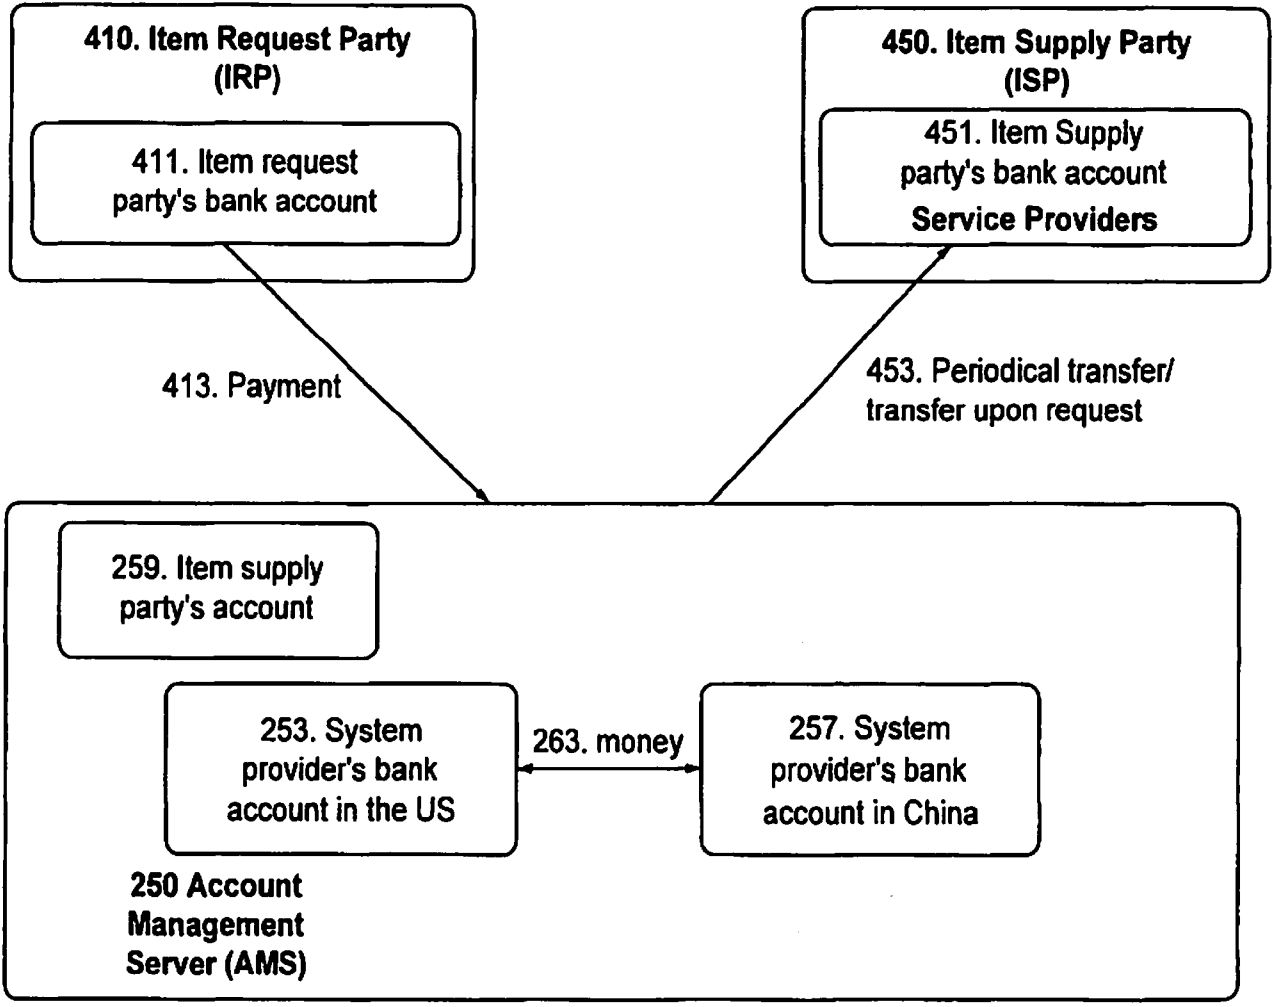 410. Item Request Party
(IRP)
411. Item request
party's bank account
450. Item Supply Party
(ISP)
451. Item Supply
party's bank account
Service Providers
413. Payment
453. Periodical transfer/
transfer upon request
259. Item supply
party's account
253. System
provider's bank
account in the US
263. money
257. System
provider's bank
account in China
250 Account
Management
Server (AMS)